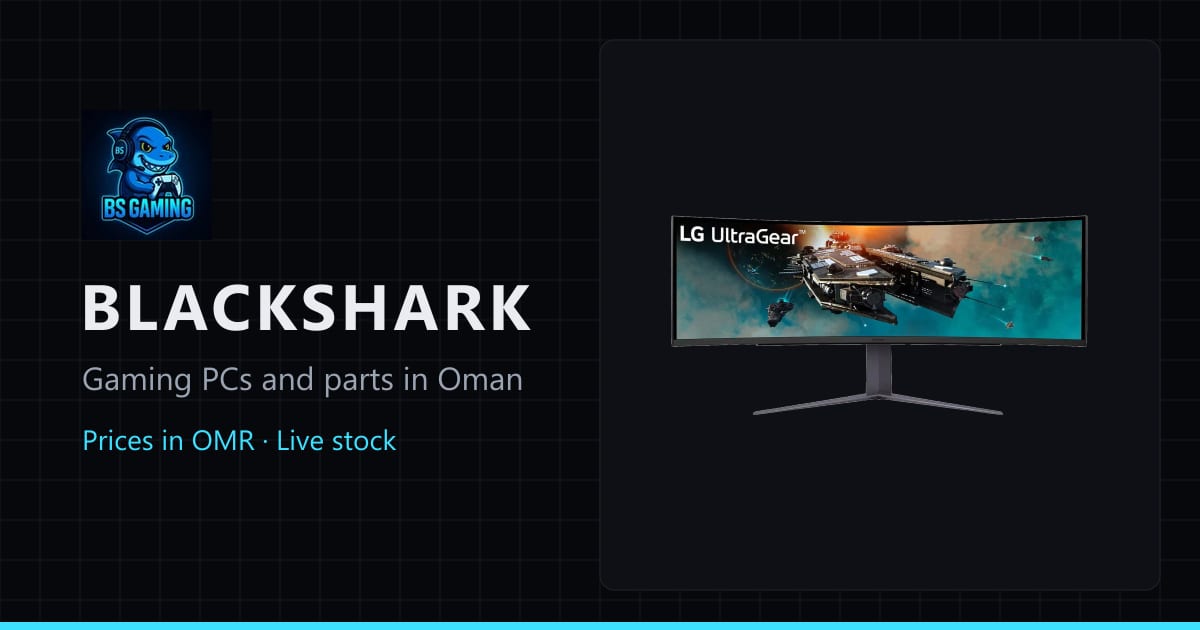 BS
BS GAMING
BLACKSHARK
Gaming PCs and parts in Oman
Prices in OMR · Live stock
LG UltraGear™